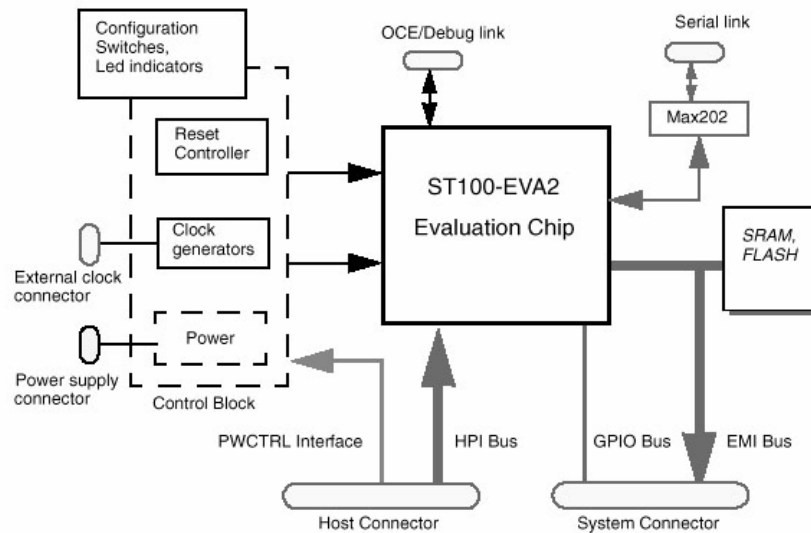 Configuration
Switches,
Led indicators
OCE/Debug link
Serial link
Max202
Reset
Controller
ST100-EVA2
Evaluation Chip
Clock
generators
SRAM,
FLASH
External clock
connector
Power
Power supply
connector
Control Block
PWCTRL Interface
HPI Bus
GPIO Bus
EMI Bus
Host Connector
System Connector